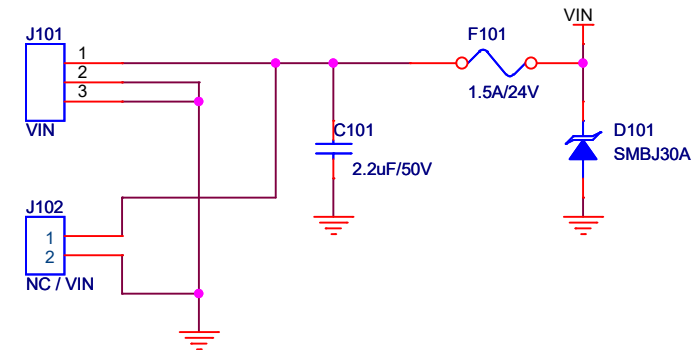 J101
1
2
3
VIN
F101
1.5A/24V
VIN
C101
2.2uF/50V
D101
SMBJ30A
J102
1
2
NC / VIN